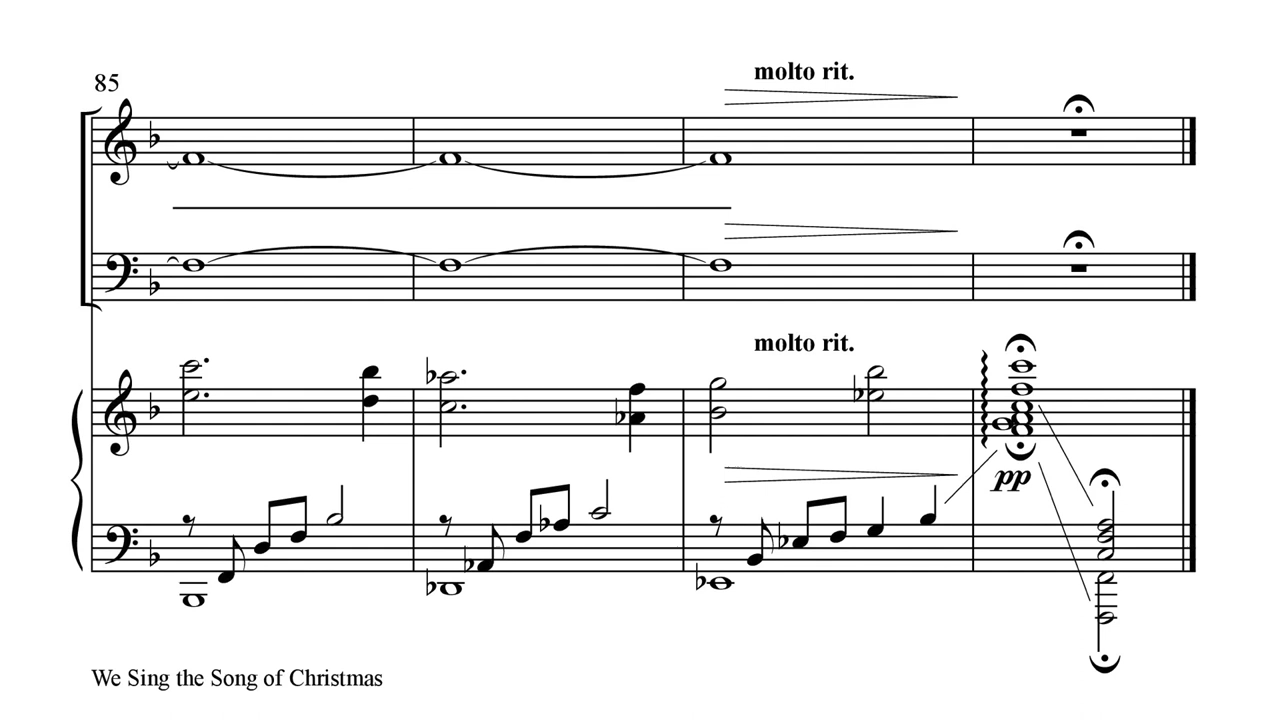 85
molto rit.
molto rit.
pp
We Sing the Song of Christmas